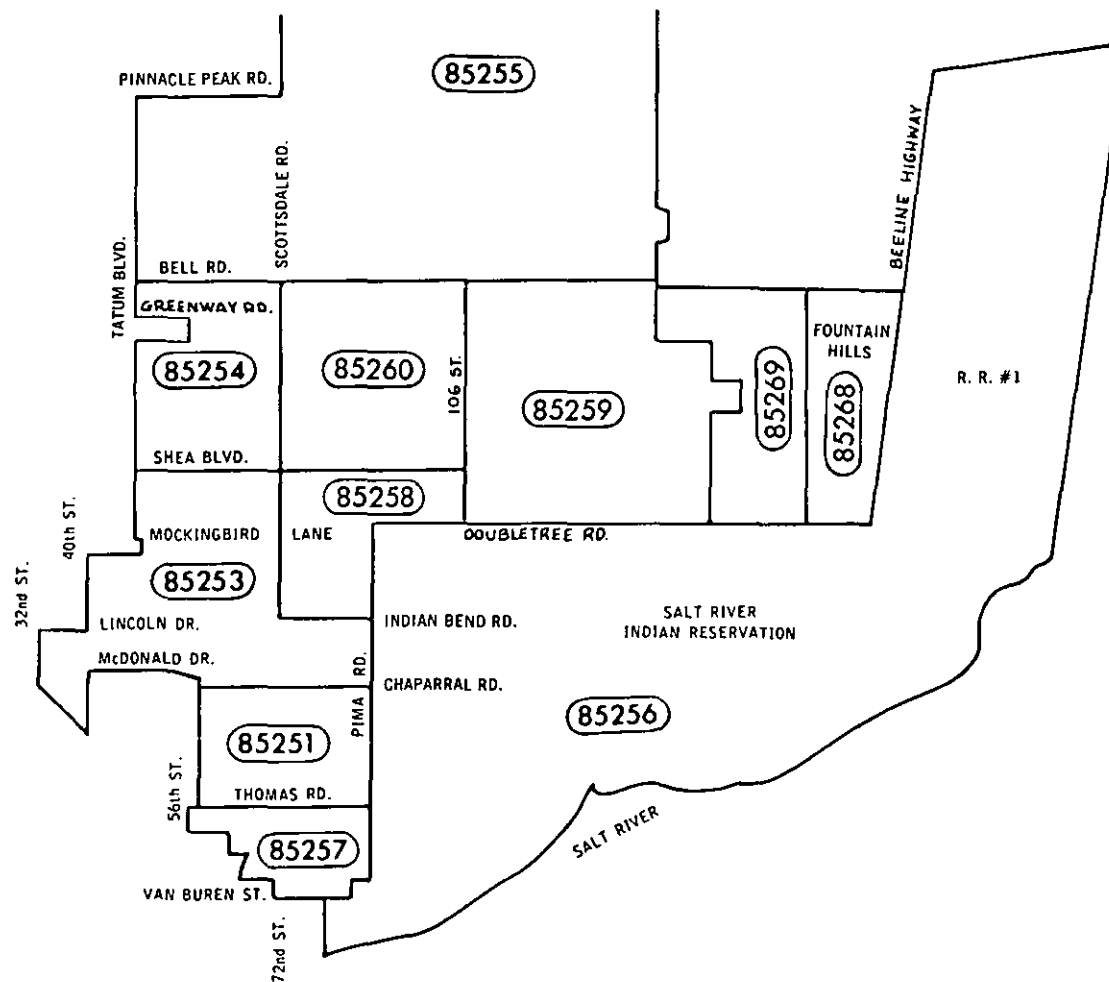 PINNACLE PEAK RD.
85255
SCOTTSDALE RD.
BEELINE HIGHWAY
TATUM BLVD.
BELL RD.
GREENWAY RD.
85254
85260
106 ST.
85259
85269
FOUNTAIN
HILLS
85268
R. R. #1
SHEA BLVD.
85258
40th ST.
MOCKINGBIRD LANE
DOUBLETREE RD.
85253
32nd ST.
LINCOLN DR.
INDIAN BEND RD.
SALT RIVER
INDIAN RESERVATION
McDONALD DR.
PIMA RD.
CHAPARRAL RD.
85256
85251
56th ST.
THOMAS RD.
SALT RIVER
85257
VAN BUREN ST.
72nd ST.